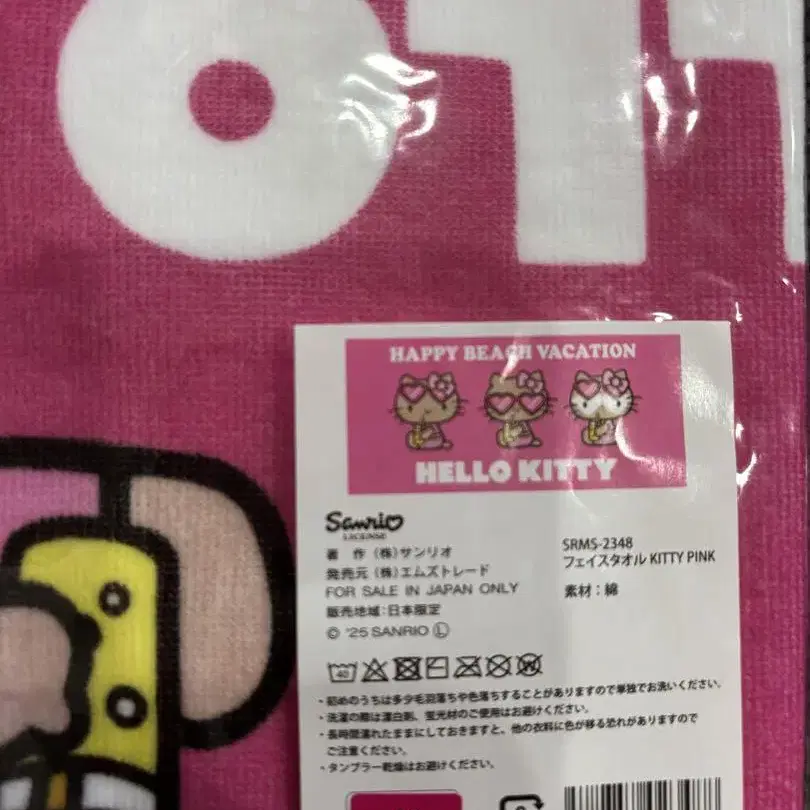 HAPPY BEACH VACATION
HELLO KITTY
Sanrio
LICENSE
著 作 (株)サンリオ
発売元 (株)エムズトレード
FOR SALE IN JAPAN ONLY
販売地域:日本限定
© '25 SANRIO Ⓛ
SRMS-2348
フェイスタオル KITTY PINK
素材:綿
40
・初めのうちは多少毛羽落ちや色落ちすることがありますので単独でお洗いください。
・洗濯の際は漂白剤、蛍光材のご使用はお避けください。
・長時間濡れたままにしておきますと、他の衣料に色が移る恐れがありますので
ご注意ください。
・タンブラー乾燥はお避けください。